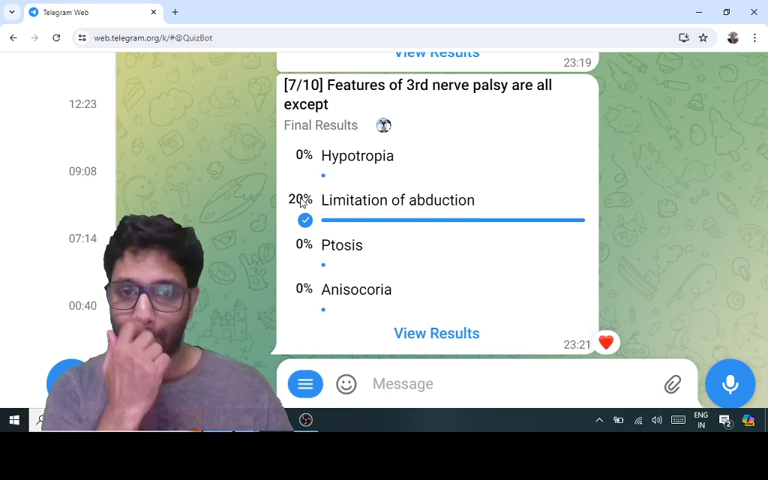 Telegram Web
web.telegram.org/k/#@QuizBot
View Results
23:19
[7/10] Features of 3rd nerve palsy are all
except
Final Results
0% Hypotropia
20% Limitation of abduction
0% Ptosis
0% Anisocoria
View Results
23:21
12:23
09:08
07:14
00:40
Message
ENG
IN
2